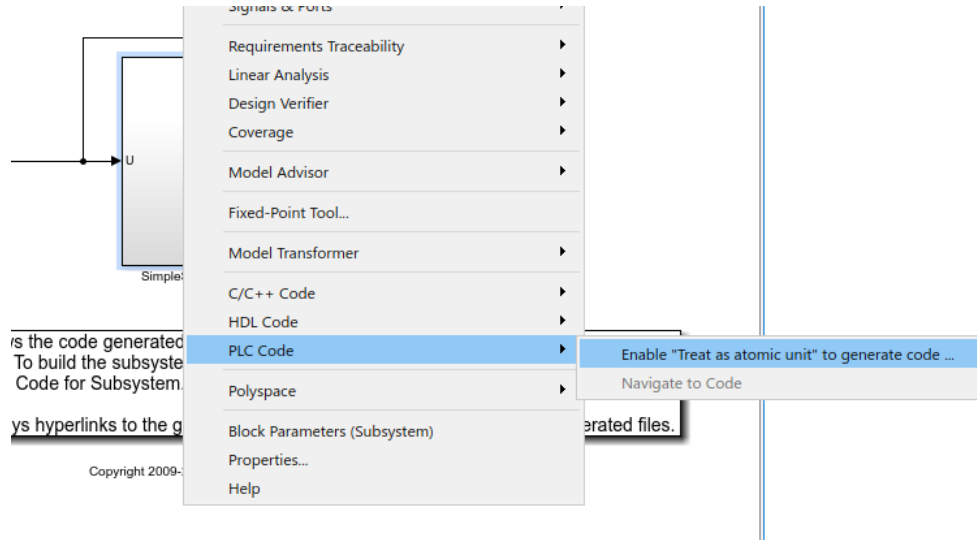 Signals & Ports
Requirements Traceability
Linear Analysis
Design Verifier
Coverage
U
Model Advisor
Fixed-Point Tool...
Model Transformer
Simple
C/C++ Code
HDL Code
PLC Code
Enable "Treat as atomic unit" to generate code ...
Navigate to Code
Polyspace
Block Parameters (Subsystem)
Properties...
Help
s the code generated
To build the subsyste
Code for Subsystem.
ys hyperlinks to the g
erated files.
Copyright 2009-